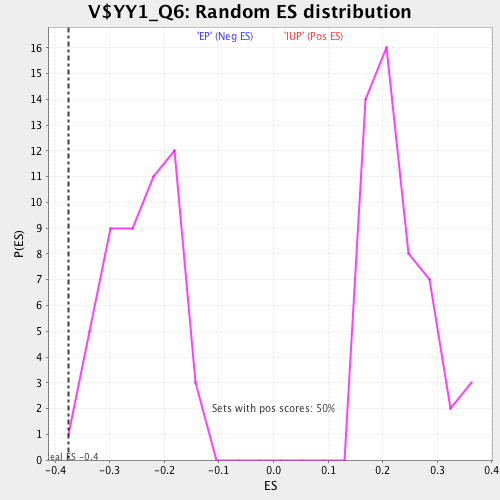 V$YY1_Q6: Random ES distribution
'EP' (Neg ES) 'IUP' (Pos ES)
16
15
14
13
12
11
10
9
8
7
6
5
4
3
2
1
0
P(ES)
Sets with pos scores: 50%
eal ES -0.4
-0.4 -0.3 -0.2 -0.1 0.0 0.1 0.2 0.3 0.4
ES